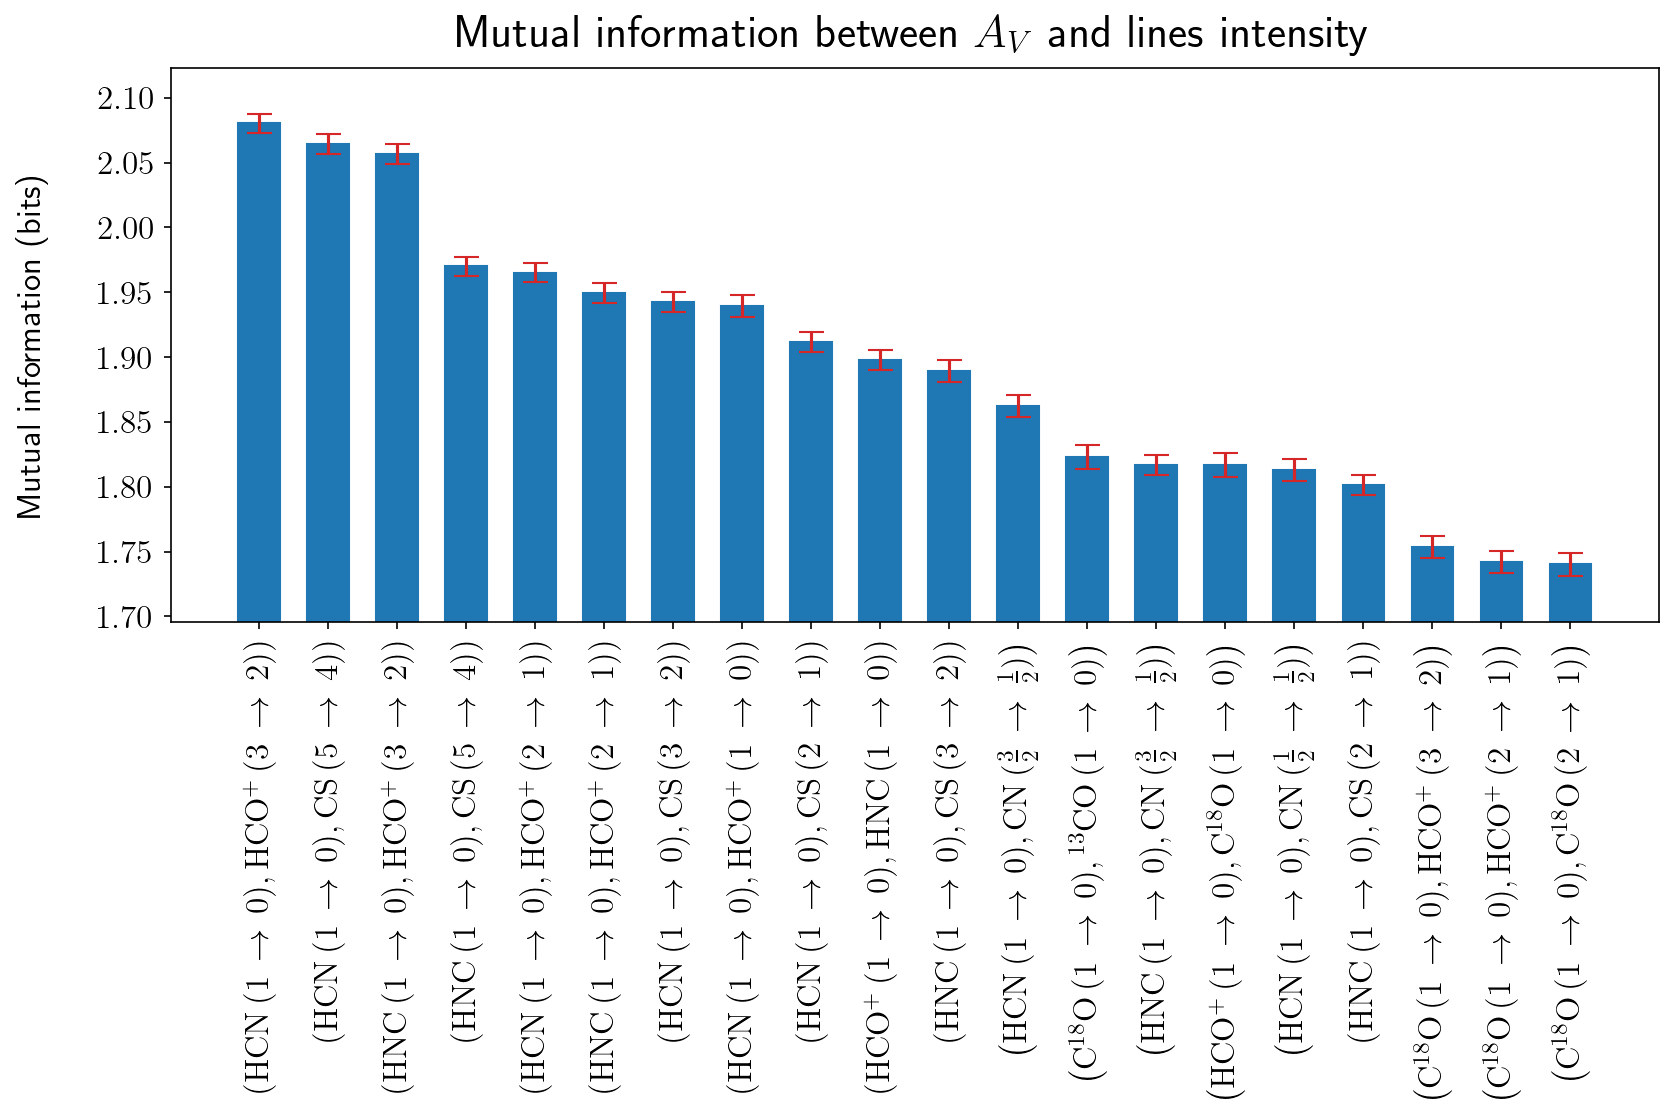 Mutual information between A_V and lines intensity
Mutual information (bits)
2.10
2.05
2.00
1.95
1.90
1.85
1.80
1.75
1.70
(HCN (1 → 0), HCO⁺ (3 → 2))
(HCN (1 → 0), CS (5 → 4))
(HNC (1 → 0), HCO⁺ (3 → 2))
(HNC (1 → 0), CS (5 → 4))
(HCN (1 → 0), HCO⁺ (2 → 1))
(HNC (1 → 0), HCO⁺ (2 → 1))
(HCN (1 → 0), CS (3 → 2))
(HCN (1 → 0), HCO⁺ (1 → 0))
(HCN (1 → 0), CS (2 → 1))
(HCO⁺ (1 → 0), HNC (1 → 0))
(HNC (1 → 0), CS (3 → 2))
(HCN (1 → 0), CN (3/2 → 1/2))
(C¹⁸O (1 → 0), ¹³CO (1 → 0))
(HNC (1 → 0), CN (3/2 → 1/2))
(HCO⁺ (1 → 0), C¹⁸O (1 → 0))
(HCN (1 → 0), CN (1/2 → 1/2))
(HNC (1 → 0), CS (2 → 1))
(C¹⁸O (1 → 0), HCO⁺ (3 → 2))
(C¹⁸O (1 → 0), HCO⁺ (2 → 1))
(C¹⁸O (1 → 0), C¹⁸O (2 → 1))